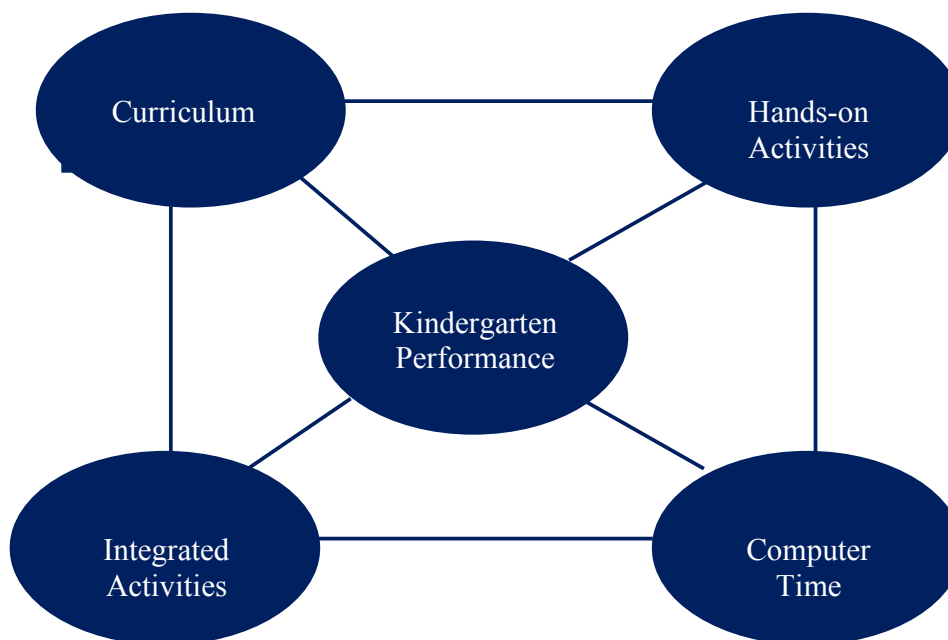 Curriculum
Hands-on
Activities
Kindergarten
Performance
Integrated
Activities
Computer
Time